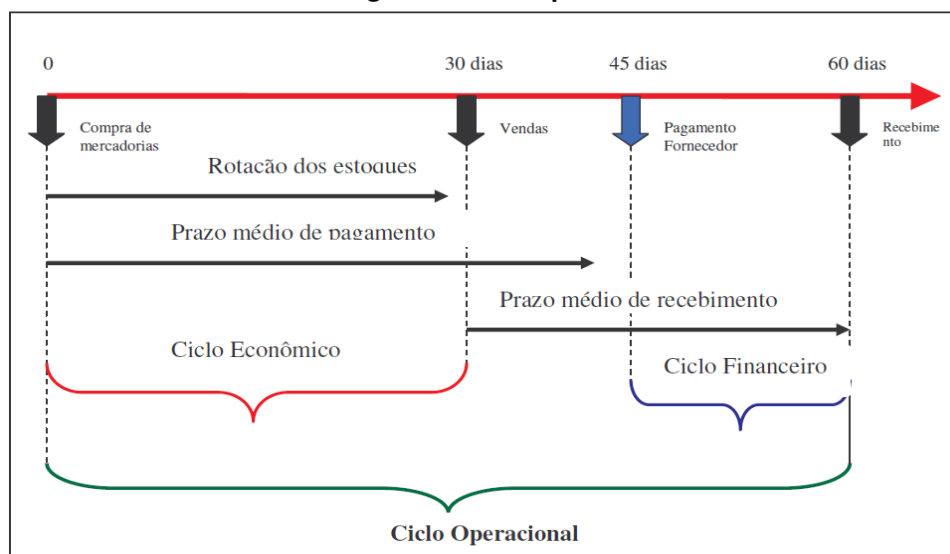 0
30 dias
45 dias
60 dias
Compra de
mercadorias
Vendas
Pagamento
Fornecedor
Recebime
nto
Rotação dos estoques
Prazo médio de pagamento
Prazo médio de recebimento
Ciclo Econômico
Ciclo Financeiro
Ciclo Operacional